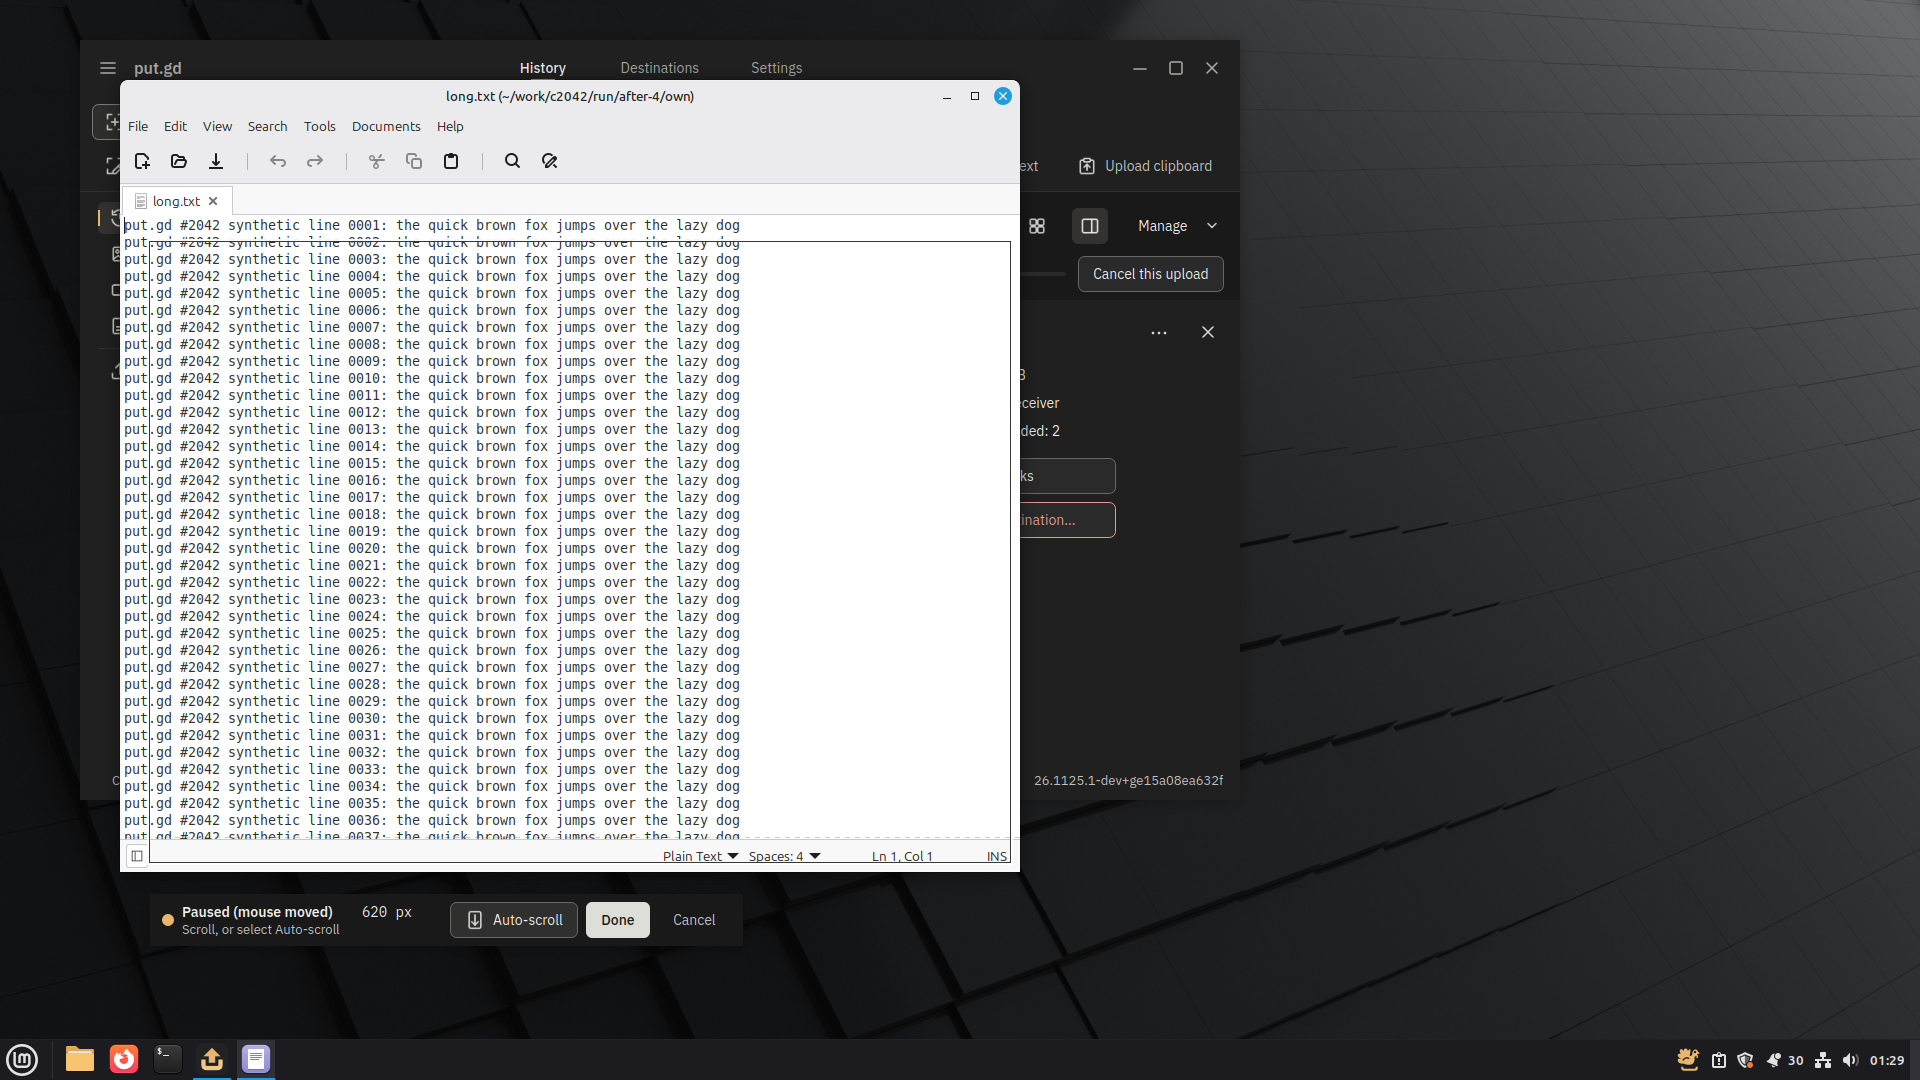 put.gd
History
Destinations
Settings
long.txt (~/work/c2042/run/after-4/own)
File Edit View Search Tools Documents Help
ext
Upload clipboard
long.txt
Manage
Cancel this upload
put.gd #2042 synthetic line 0001: the quick brown fox jumps over the lazy dog
put.gd #2042 synthetic line 0002: the quick brown fox jumps over the lazy dog
put.gd #2042 synthetic line 0003: the quick brown fox jumps over the lazy dog
put.gd #2042 synthetic line 0004: the quick brown fox jumps over the lazy dog
put.gd #2042 synthetic line 0005: the quick brown fox jumps over the lazy dog
put.gd #2042 synthetic line 0006: the quick brown fox jumps over the lazy dog
put.gd #2042 synthetic line 0007: the quick brown fox jumps over the lazy dog
put.gd #2042 synthetic line 0008: the quick brown fox jumps over the lazy dog
put.gd #2042 synthetic line 0009: the quick brown fox jumps over the lazy dog
put.gd #2042 synthetic line 0010: the quick brown fox jumps over the lazy dog
put.gd #2042 synthetic line 0011: the quick brown fox jumps over the lazy dog
put.gd #2042 synthetic line 0012: the quick brown fox jumps over the lazy dog
put.gd #2042 synthetic line 0013: the quick brown fox jumps over the lazy dog
put.gd #2042 synthetic line 0014: the quick brown fox jumps over the lazy dog
put.gd #2042 synthetic line 0015: the quick brown fox jumps over the lazy dog
put.gd #2042 synthetic line 0016: the quick brown fox jumps over the lazy dog
put.gd #2042 synthetic line 0017: the quick brown fox jumps over the lazy dog
put.gd #2042 synthetic line 0018: the quick brown fox jumps over the lazy dog
put.gd #2042 synthetic line 0019: the quick brown fox jumps over the lazy dog
put.gd #2042 synthetic line 0020: the quick brown fox jumps over the lazy dog
put.gd #2042 synthetic line 0021: the quick brown fox jumps over the lazy dog
put.gd #2042 synthetic line 0022: the quick brown fox jumps over the lazy dog
put.gd #2042 synthetic line 0023: the quick brown fox jumps over the lazy dog
put.gd #2042 synthetic line 0024: the quick brown fox jumps over the lazy dog
put.gd #2042 synthetic line 0025: the quick brown fox jumps over the lazy dog
put.gd #2042 synthetic line 0026: the quick brown fox jumps over the lazy dog
put.gd #2042 synthetic line 0027: the quick brown fox jumps over the lazy dog
put.gd #2042 synthetic line 0028: the quick brown fox jumps over the lazy dog
put.gd #2042 synthetic line 0029: the quick brown fox jumps over the lazy dog
put.gd #2042 synthetic line 0030: the quick brown fox jumps over the lazy dog
put.gd #2042 synthetic line 0031: the quick brown fox jumps over the lazy dog
put.gd #2042 synthetic line 0032: the quick brown fox jumps over the lazy dog
put.gd #2042 synthetic line 0033: the quick brown fox jumps over the lazy dog
put.gd #2042 synthetic line 0034: the quick brown fox jumps over the lazy dog
put.gd #2042 synthetic line 0035: the quick brown fox jumps over the lazy dog
put.gd #2042 synthetic line 0036: the quick brown fox jumps over the lazy dog
put.gd #2042 synthetic line 0037: the quick brown fox jumps over the lazy dog
Plain Text Spaces: 4 Ln 1, Col 1 INS
eceiver
ded: 2
ks
ination...
26.1125.1-dev+ge15a08ea632f
Paused (mouse moved)
Scroll, or select Auto-scroll
620 px
Auto-scroll
Done
Cancel
30
01:29